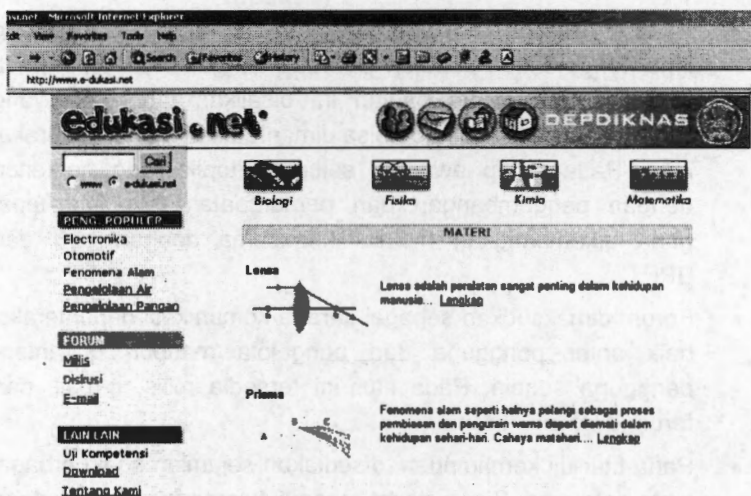 Microsoft Internet Explorer
View Favorites Tools Help
Search Favorites History
http://www.e-dukasi.net
edukasi.net
DEPDIKNAS
Cari
www e-dukasi.net
Biologi Fisika Kimia Matematika
PENG. POPULER
MATERI
Electronika
Otomotif
Fenomena Alam
Pengelolaan Air
Pengelolaan Pangan
Lensa
Lensa adalah peralatan sangat penting dalam kehidupan
manusia... Lengkap
FORUM
Milis
Diskusi
E-mail
Prisma
A B C
Fenomena alam seperti halnya pelangi sebagai proses
pembiasan dan penguraian warna dapat diamati dalam
kehidupan sehari-hari. Cahaya matahari.... Lengkap
LAIN LAIN
Uji Kompetensi
Tentang Kami